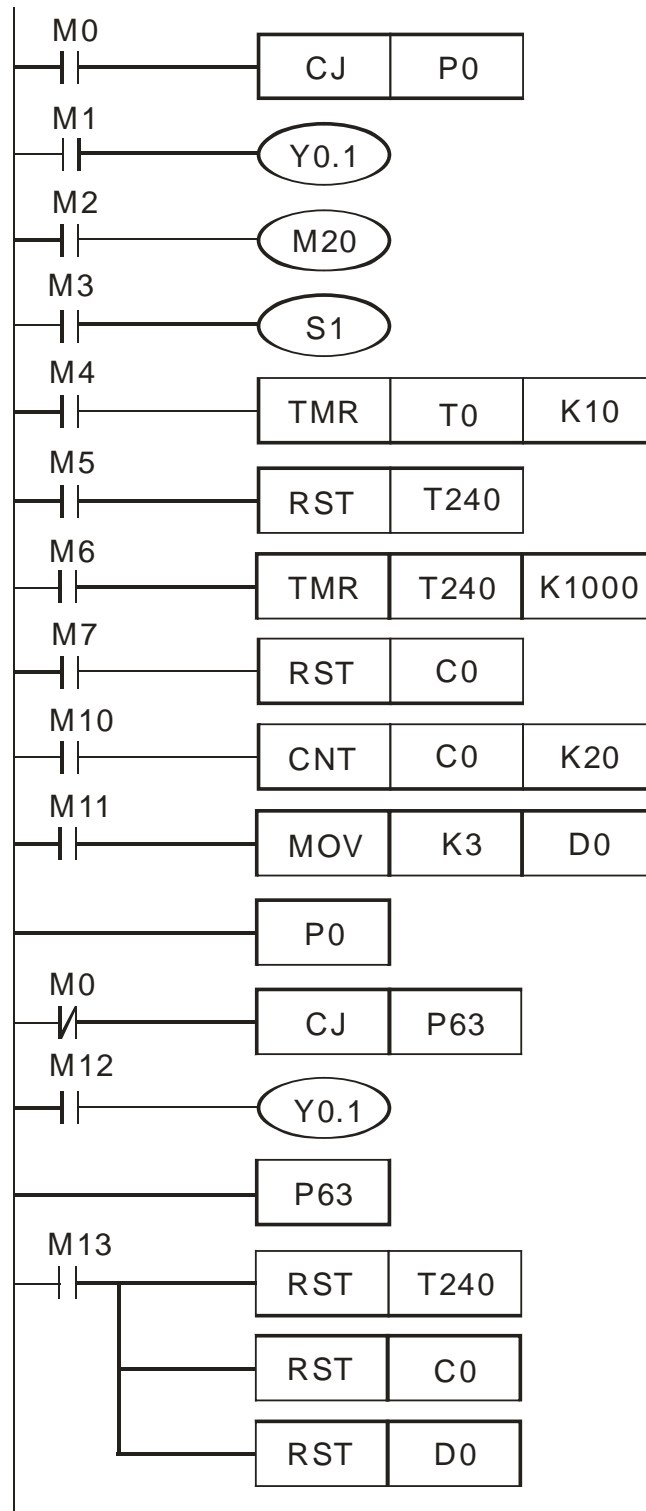 M0
CJ P0
M1
Y0.1
M2
M20
M3
S1
M4
TMR T0 K10
M5
RST T240
M6
TMR T240 K1000
M7
RST C0
M10
CNT C0 K20
M11
MOV K3 D0
P0
M0
CJ P63
M12
Y0.1
P63
M13
RST T240
RST C0
RST D0